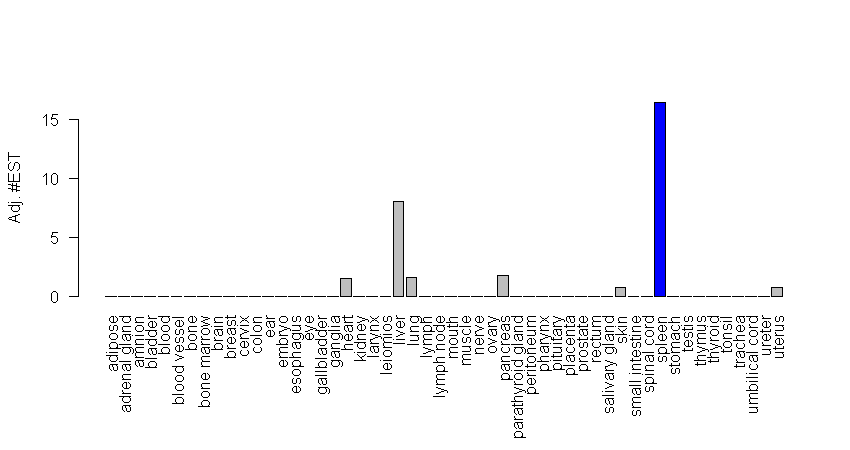 Adj. #EST
15
10
5
0
adipose
adrenal gland
amnion
bladder
blood
blood vessel
bone
bone marrow
brain
breast
cervix
colon
ear
embryo
esophagus
eye
gallbladder
ganglia
heart
kidney
larynx
leiomios
liver
lung
lymph
lymph node
mouth
muscle
nerve
ovary
pancreas
parathyroid gland
peritoneum
pharynx
pituitary
placenta
prostate
rectum
salivary gland
skin
small intestine
spinal cord
spleen
stomach
testis
thymus
thyroid
tonsil
trachea
umbilical cord
ureter
uterus